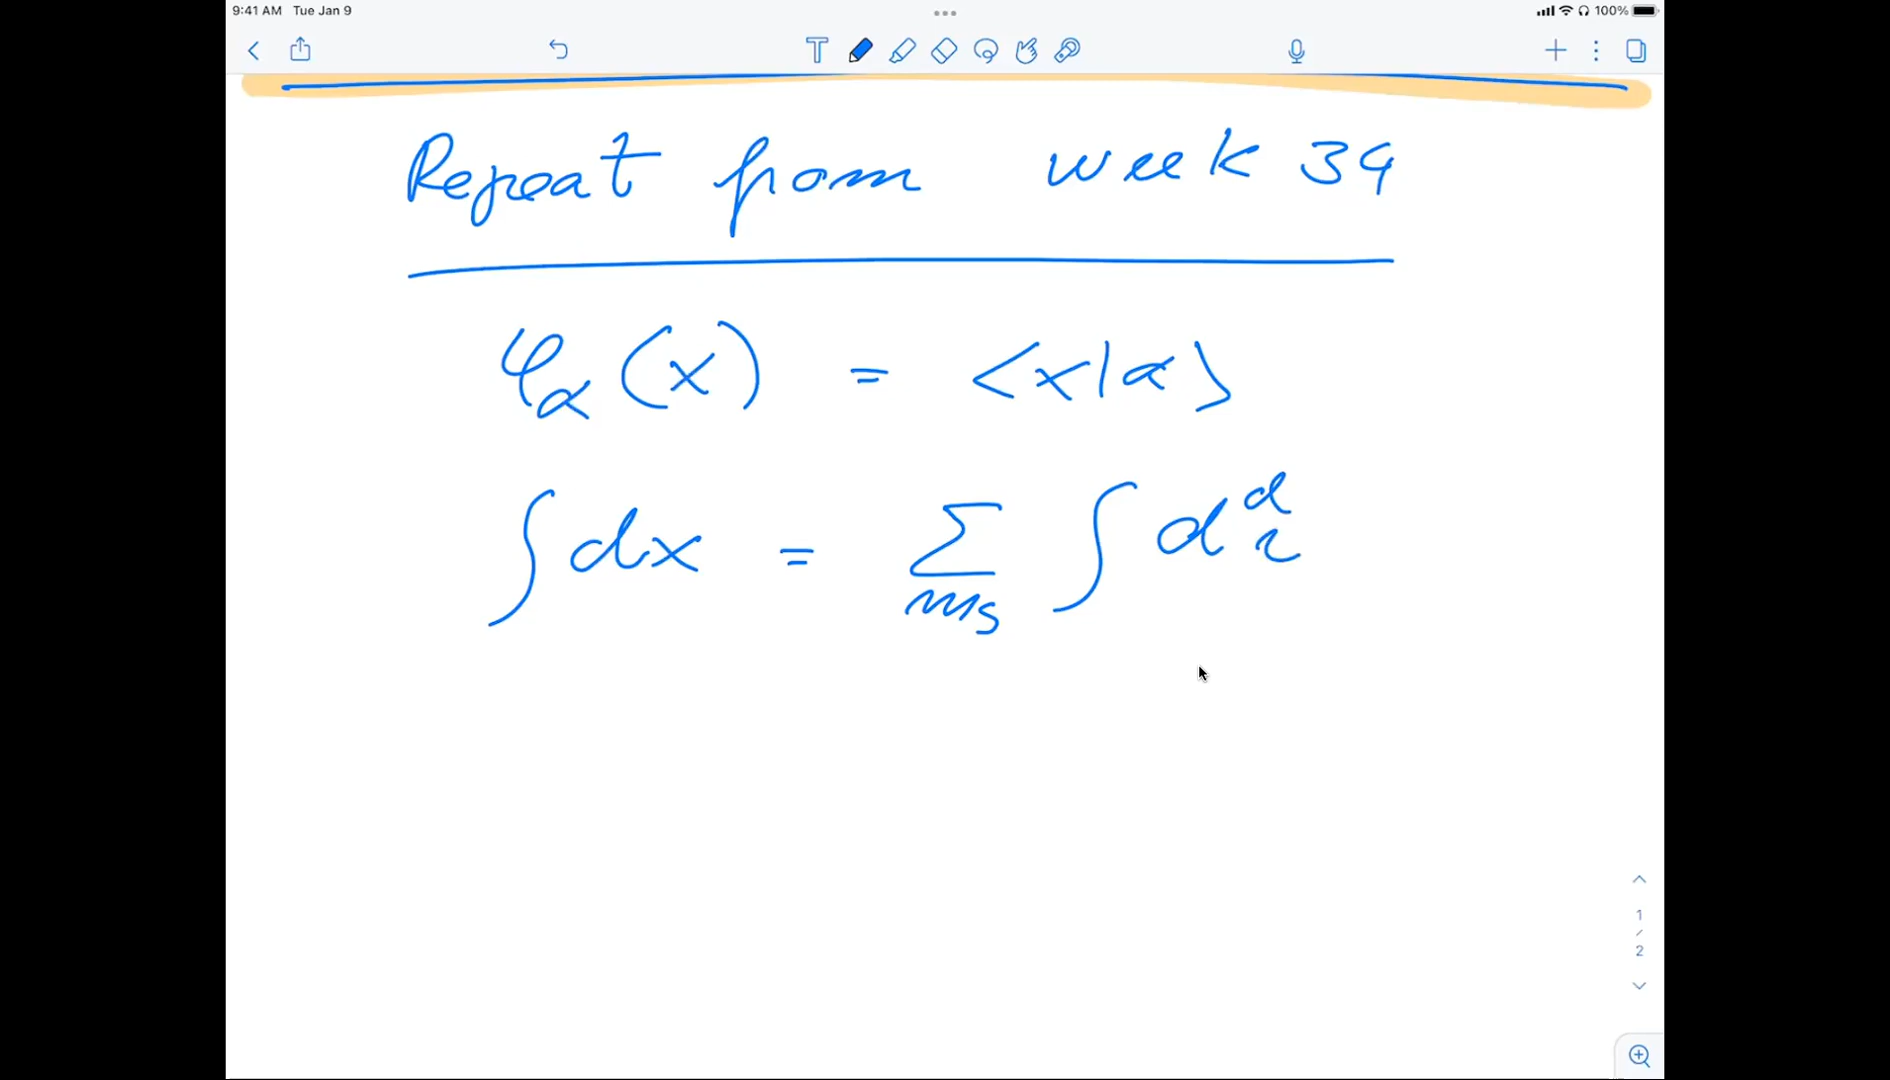 9:41 AM Tue Jan 9
100%
Repeat from week 34
φ_α(x) = <x|α>
∫dx = Σ_{m_s} ∫d^d r
1
/
2